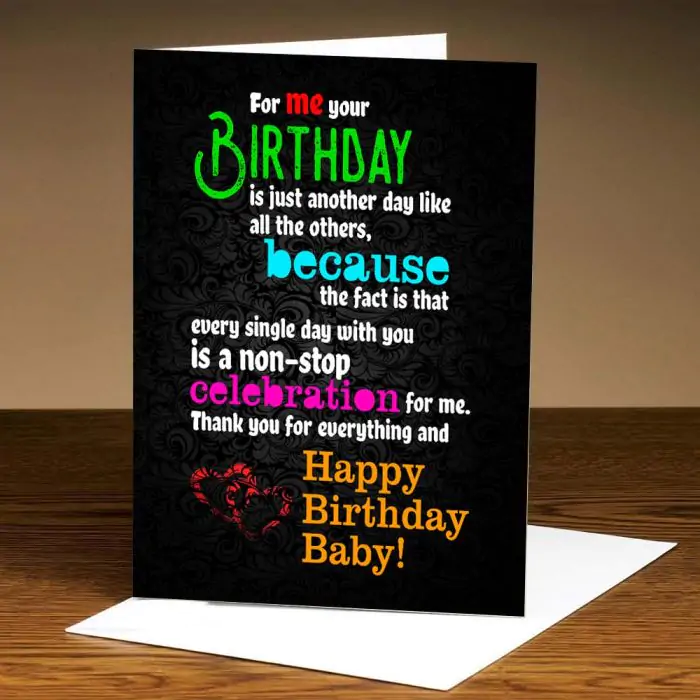 For me your
BIRTHDAY
is just another day like
all the others,
because
the fact is that
every single day with you
is a non-stop
celebration for me.
Thank you for everything and
Happy
Birthday
Baby!